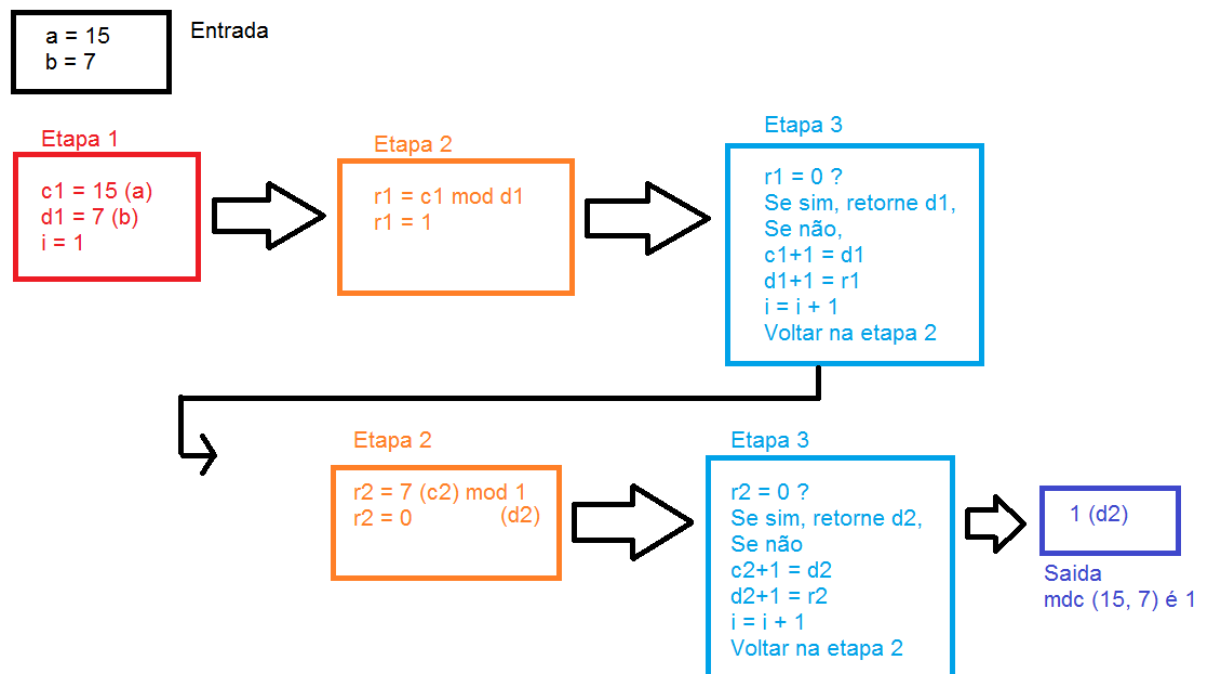 a = 15
b = 7
Entrada
Etapa 1
c1 = 15 (a)
d1 = 7 (b)
i = 1
Etapa 2
r1 = c1 mod d1
r1 = 1
Etapa 3
r1 = 0 ?
Se sim, retorne d1,
Se não,
c1+1 = d1
d1+1 = r1
i = i + 1
Voltar na etapa 2
Etapa 2
r2 = 7 (c2) mod 1
r2 = 0 (d2)
Etapa 3
r2 = 0 ?
Se sim, retorne d2,
Se não
c2+1 = d2
d2+1 = r2
i = i + 1
Voltar na etapa 2
1 (d2)
Saida
mdc (15, 7) é 1